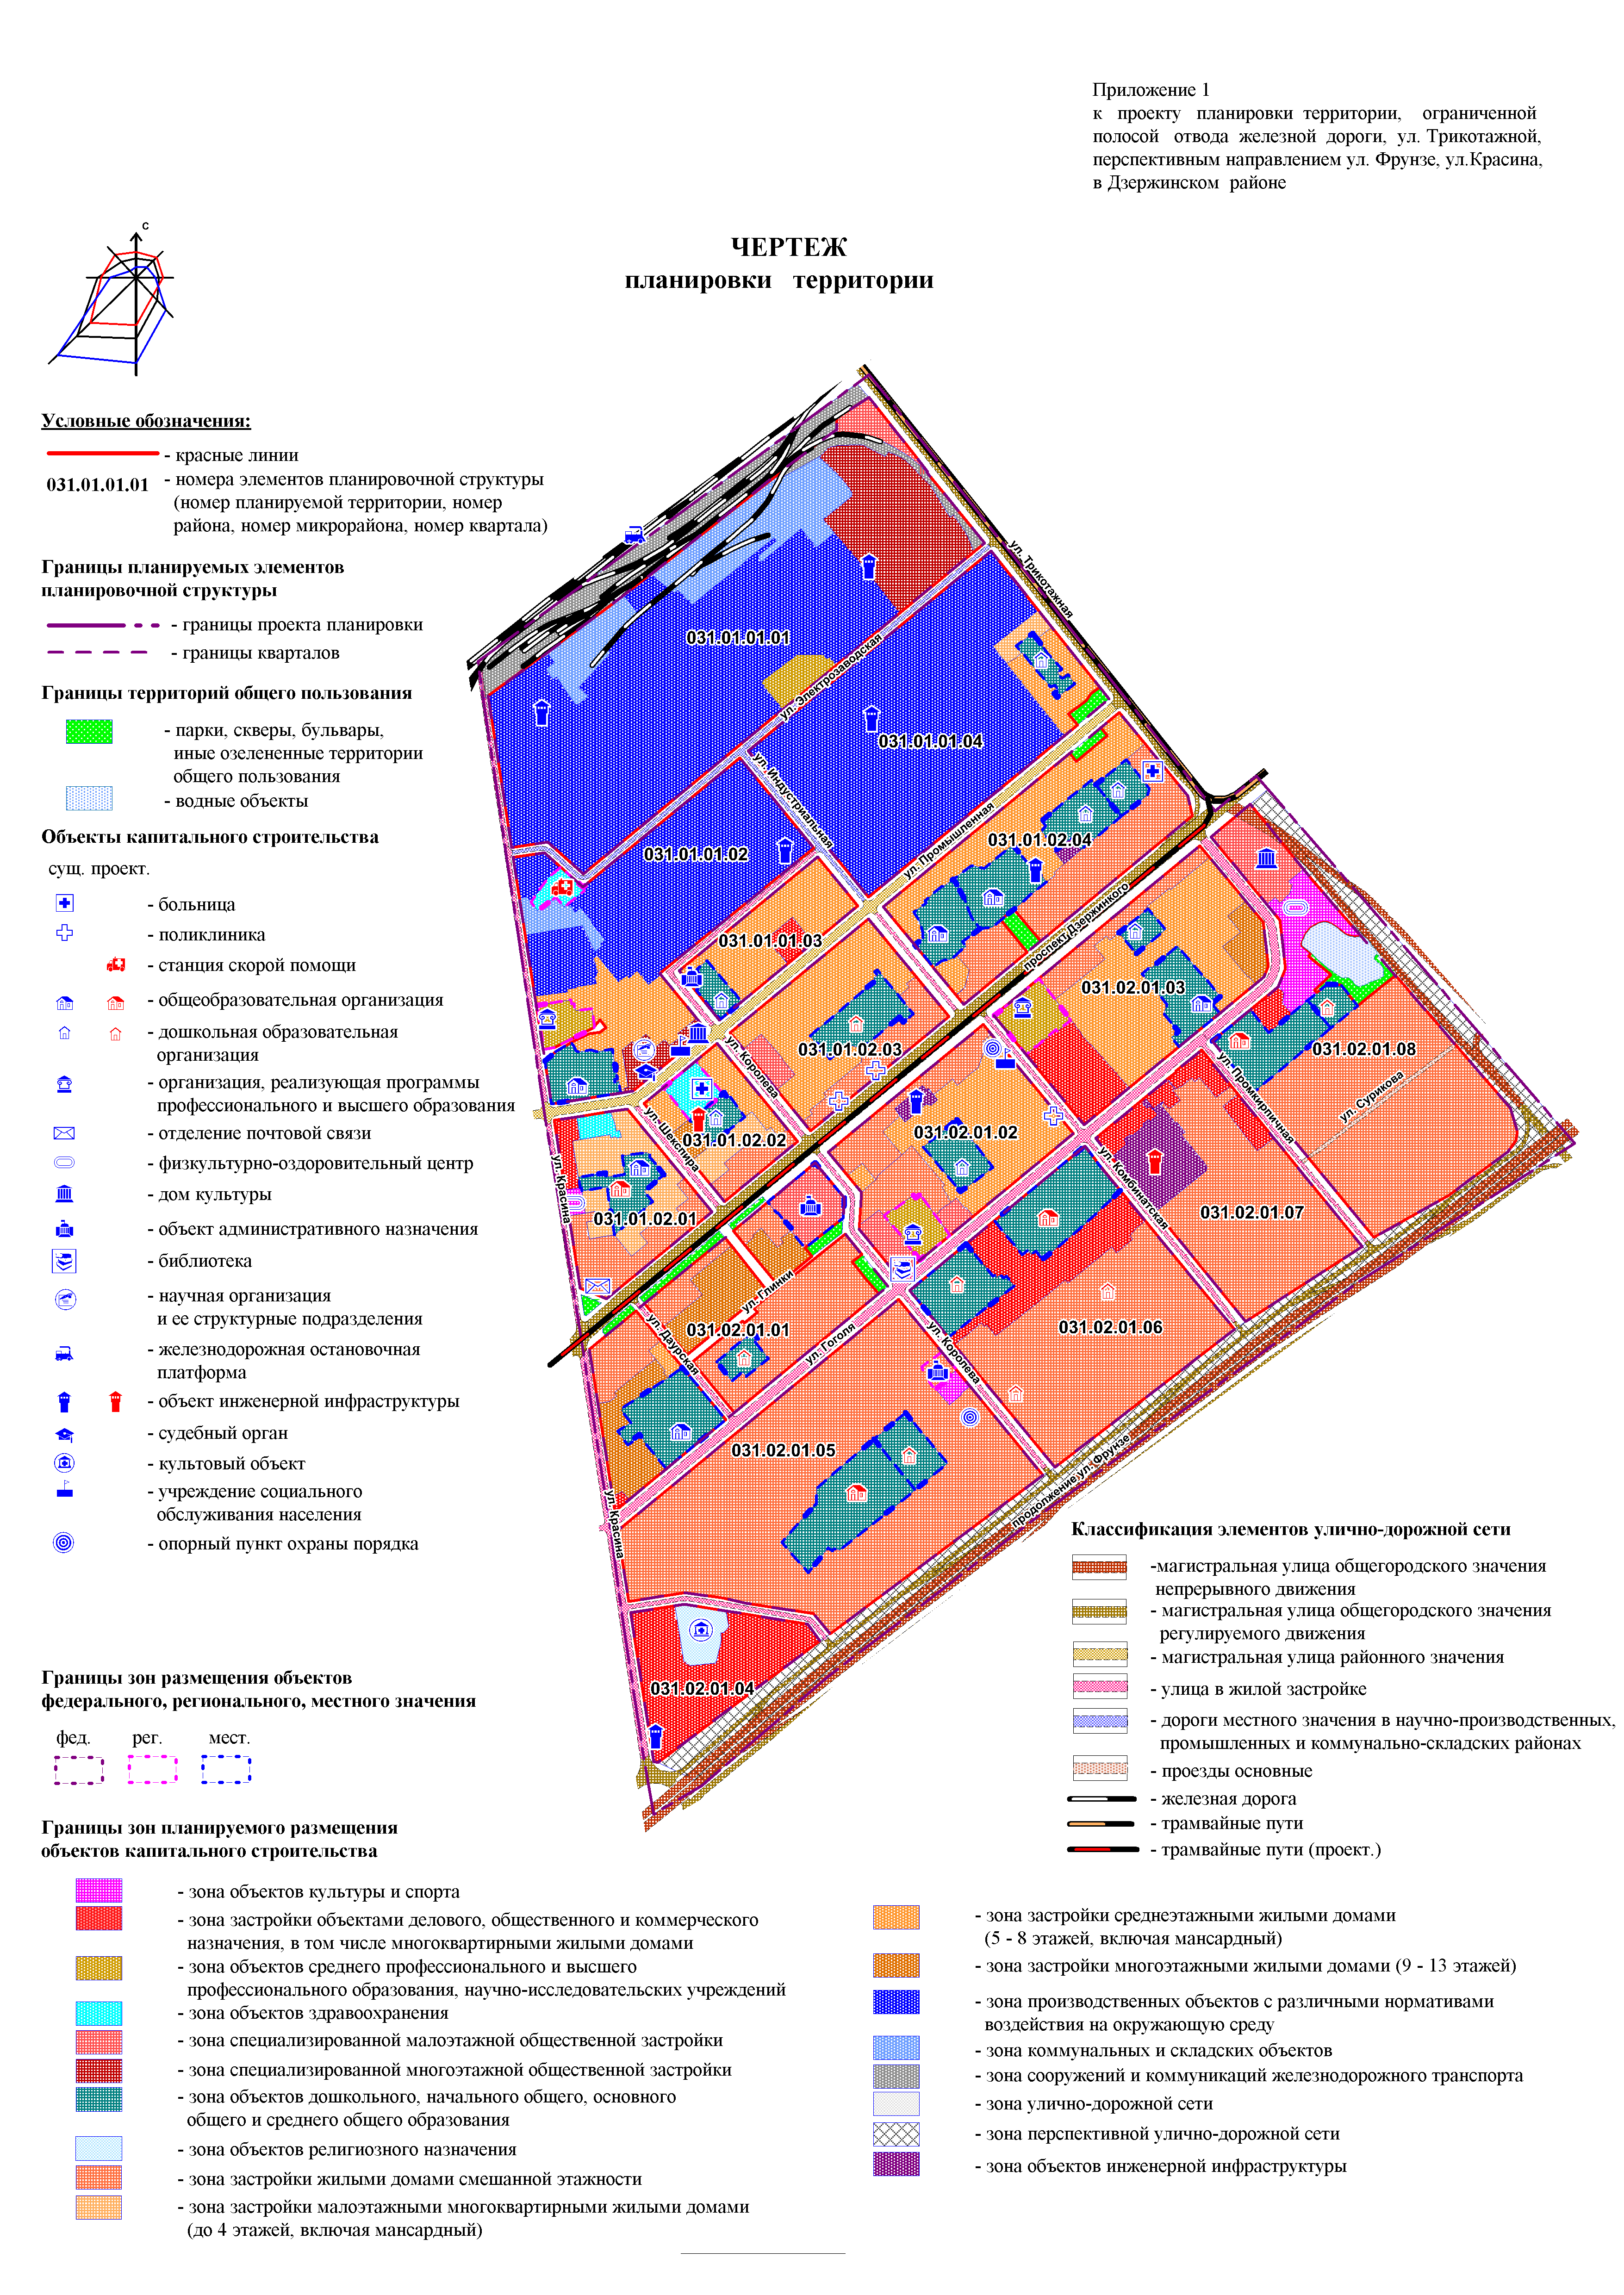 Приложение 1
к проекту планировки территории, ограниченной
полосой отвода железной дороги, ул. Трикотажной,
перспективным направлением ул. Фрунзе, ул.Красина,
в Дзержинском районе
С
ЧЕРТЕЖ
планировки территории
Условные обозначения:
- красные линии
031.01.01.01 - номера элементов планировочной структуры
(номер планируемой территории, номер
района, номер микрорайона, номер квартала)
Границы планируемых элементов
планировочной структуры
- границы проекта планировки
- границы кварталов
Границы территорий общего пользования
- парки, скверы, бульвары,
иные озелененные территории
общего пользования
- водные объекты
Объекты капитального строительства
сущ. проект.
- больница
- поликлиника
- станция скорой помощи
- общеобразовательная организация
- дошкольная образовательная
организация
- организация, реализующая программы
профессионального и высшего образования
- отделение почтовой связи
- физкультурно-оздоровительный центр
- дом культуры
- объект административного назначения
- библиотека
- научная организация
и ее структурные подразделения
- железнодорожная остановочная
платформа
- объект инженерной инфраструктуры
- судебный орган
- культовый объект
- учреждение социального
обслуживания населения
- опорный пункт охраны порядка
Границы зон размещения объектов
федерального, регионального, местного значения
фед. рег. мест.
Границы зон планируемого размещения
объектов капитального строительства
- зона объектов культуры и спорта
- зона застройки объектами делового, общественного и коммерческого
назначения, в том числе многоквартирными жилыми домами
- зона объектов среднего профессионального и высшего
профессионального образования, научно-исследовательских учреждений
- зона объектов здравоохранения
- зона специализированной малоэтажной общественной застройки
- зона специализированной многоэтажной общественной застройки
- зона объектов дошкольного, начального общего, основного
общего и среднего общего образования
- зона объектов религиозного назначения
- зона застройки жилыми домами смешанной этажности
- зона застройки малоэтажными многоквартирными жилыми домами
(до 4 этажей, включая мансардный)
- зона застройки среднеэтажными жилыми домами
(5 - 8 этажей, включая мансардный)
- зона застройки многоэтажными жилыми домами (9 - 13 этажей)
- зона производственных объектов с различными нормативами
воздействия на окружающую среду
- зона коммунальных и складских объектов
- зона сооружений и коммуникаций железнодорожного транспорта
- зона улично-дорожной сети
- зона перспективной улично-дорожной сети
- зона объектов инженерной инфраструктуры
Классификация элементов улично-дорожной сети
-магистральная улица общегородского значения
непрерывного движения
- магистральная улица общегородского значения
регулируемого движения
- магистральная улица районного значения
- улица в жилой застройке
- дороги местного значения в научно-производственных,
промышленных и коммунально-складских районах
- проезды основные
- железная дорога
- трамвайные пути
- трамвайные пути (проект.)
ул. Трикотажная
031.01.01.01
ул. Электрозаводская
031.01.01.04
ул. Индустриальная
ул. Промышленная
031.01.02.04
031.01.01.02
проспект Дзержинкого
031.01.01.03
031.02.01.03
031.01.02.03
ул. Королева
031.02.01.08
ул. Промкирпичная
ул. Сурикова
031.01.02.02
ул. Шекспира
031.02.01.02
ул. Комбинатская
ул. Красина
031.01.02.01
031.02.01.07
ул. Глинки
031.02.01.01
ул. Даурская
ул. Гоголя
031.02.01.06
ул. Королева
031.02.01.05
продолжение ул. Фрунзе
ул. Красина
031.02.01.04